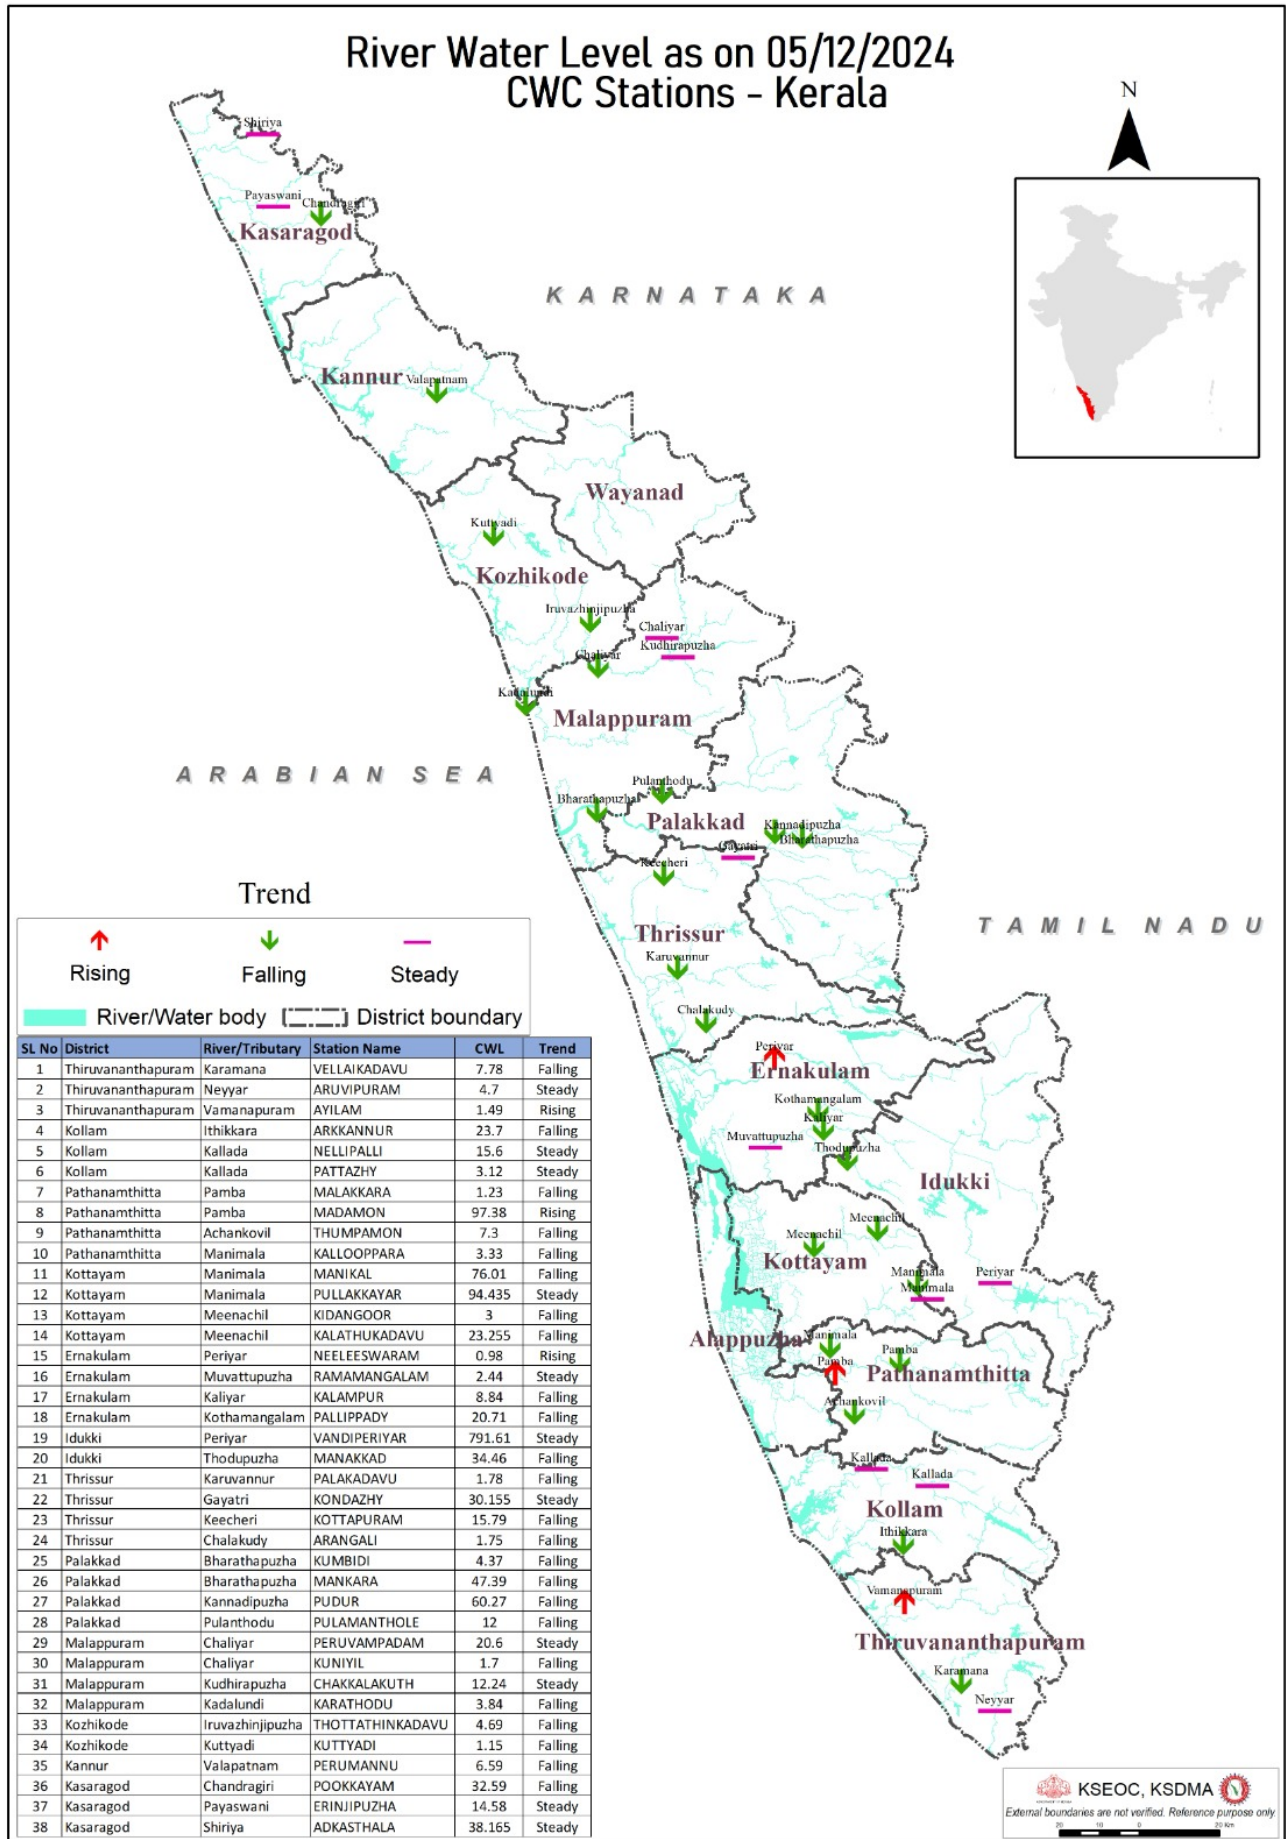 River Water Level as on 05/12/2024
CWC Stations - Kerala
N
Shiriya
Payaswani
Chandragiri
Kasaragod
KARNATAKA
Kannur
Valapatnam
Wayanad
Kuttyadi
Kozhikode
Iruvazhinjipuzha
Chaliyar
Kudhirapuzha
Chaliyar
Kadalundi
Malappuram
ARABIAN SEA
Pulanthodu
Bharathapuzha
Palakkad
Kannadipuzha
Bharathapuzha
Gayatri
Keecheri
Trend
TAMIL NADU
Thrissur
Karuvannur
Rising Falling Steady
Chalakudy
River/Water body District boundary
Periyar
Ernakulam
Kothamangalam
Kaliyar
Muvattupuzha
Thodupuzha
Idukki
Meenachil
Meenachil
Kottayam
Manimala
Periyar
Manimala
Alappuzha
Manimala
Pamba
Pamba
Pathanamthitta
Achankovil
Kallada
Kallada
Kollam
Ithikkara
Vamanapuram
Thiruvananthapuram
Karamana
Neyyar
SL No District River/Tributary Station Name CWL Trend
1 Thiruvananthapuram Karamana VELLAIKADAVU 7.78 Falling
2 Thiruvananthapuram Neyyar ARUVIPURAM 4.7 Steady
3 Thiruvananthapuram Vamanapuram AYILAM 1.49 Rising
4 Kollam Ithikkara ARKKANNUR 23.7 Falling
5 Kollam Kallada NELLIPALLI 15.6 Steady
6 Kollam Kallada PATTAZHY 3.12 Steady
7 Pathanamthitta Pamba MALAKKARA 1.23 Falling
8 Pathanamthitta Pamba MADAMON 97.38 Rising
9 Pathanamthitta Achankovil THUMPAMON 7.3 Falling
10 Pathanamthitta Manimala KALLOOPPARA 3.33 Falling
11 Kottayam Manimala MANIKAL 76.01 Falling
12 Kottayam Manimala PULLAKKAYAR 94.435 Steady
13 Kottayam Meenachil KIDANGOOR 3 Falling
14 Kottayam Meenachil KALATHUKADAVU 23.255 Falling
15 Ernakulam Periyar NEELEESWARAM 0.98 Rising
16 Ernakulam Muvattupuzha RAMAMANGALAM 2.44 Steady
17 Ernakulam Kaliyar KALAMPUR 8.84 Falling
18 Ernakulam Kothamangalam PALLIPPADY 20.71 Falling
19 Idukki Periyar VANDIPERIYAR 791.61 Steady
20 Idukki Thodupuzha MANAKKAD 34.46 Falling
21 Thrissur Karuvannur PALAKADAVU 1.78 Falling
22 Thrissur Gayatri KONDAZHY 30.155 Steady
23 Thrissur Keecheri KOTTAPURAM 15.79 Falling
24 Thrissur Chalakudy ARANGALI 1.75 Falling
25 Palakkad Bharathapuzha KUMBIDI 4.37 Falling
26 Palakkad Bharathapuzha MANKARA 47.39 Falling
27 Palakkad Kannadipuzha PUDUR 60.27 Falling
28 Palakkad Pulanthodu PULAMANTHOLE 12 Falling
29 Malappuram Chaliyar PERUVAMPADAM 20.6 Steady
30 Malappuram Chaliyar KUNIYIL 1.7 Falling
31 Malappuram Kudhirapuzha CHAKKALAKUTH 12.24 Steady
32 Malappuram Kadalundi KARATHODU 3.84 Falling
33 Kozhikode Iruvazhinjipuzha THOTTATHINKADAVU 4.69 Falling
34 Kozhikode Kuttyadi KUTTYADI 1.15 Falling
35 Kannur Valapatnam PERUMANNU 6.59 Falling
36 Kasaragod Chandragiri POOKKAYAM 32.59 Falling
37 Kasaragod Payaswani ERINJIPUZHA 14.58 Steady
38 Kasaragod Shiriya ADKASTHALA 38.165 Steady
KSEOC, KSDMA
External boundaries are not verified. Reference purpose only.
20 10 0 20 Km